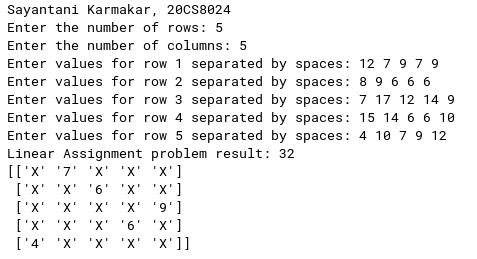 Sayantani Karmakar, 20CS8024
Enter the number of rows: 5
Enter the number of columns: 5
Enter values for row 1 separated by spaces: 12 7 9 7 9
Enter values for row 2 separated by spaces: 8 9 6 6 6
Enter values for row 3 separated by spaces: 7 17 12 14 9
Enter values for row 4 separated by spaces: 15 14 6 6 10
Enter values for row 5 separated by spaces: 4 10 7 9 12
Linear Assignment problem result: 32
[['X' '7' 'X' 'X' 'X']
 ['X' 'X' '6' 'X' 'X']
 ['X' 'X' 'X' 'X' '9']
 ['X' 'X' 'X' '6' 'X']
 ['4' 'X' 'X' 'X' 'X']]